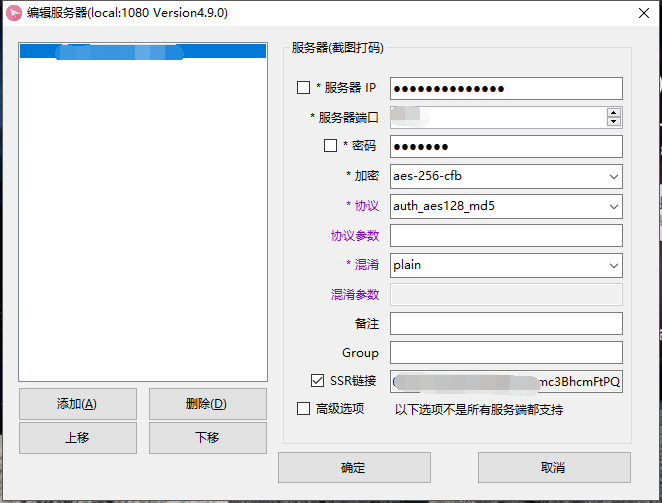 编辑服务器(local:1080 Version4.9.0)
服务器(截图打码)
* 服务器 IP
●●●●●●●●●●●●●●
* 服务器端口
* 密码
●●●●●●●
* 加密
aes-256-cfb
* 协议
auth_aes128_md5
协议参数
* 混淆
plain
混淆参数
备注
Group
SSR链接
mc3BhcmFtPQ
高级选项
以下选项不是所有服务端都支持
添加(A)
删除(D)
上移
下移
确定
取消